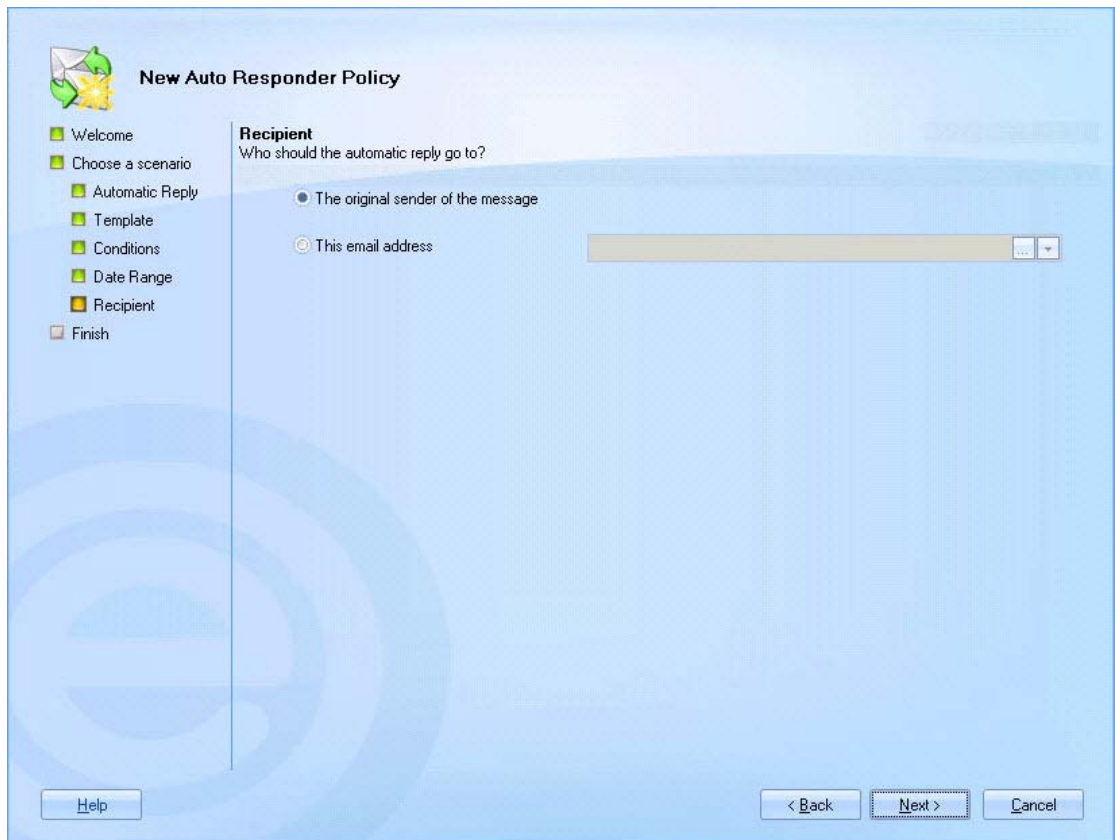 New Auto Responder Policy
Welcome
Choose a scenario
Automatic Reply
Template
Conditions
Date Range
Recipient
Finish
Recipient
Who should the automatic reply go to?
The original sender of the message
This email address
...
Help
< Back
Next >
Cancel